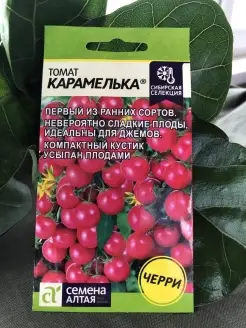 ТОМАТ
КАРАМЕЛЬКА®
СИБИРСКАЯ
СЕЛЕКЦИЯ
ПЕРВЫЙ ИЗ РАННИХ СОРТОВ.
НЕВЕРОЯТНО СЛАДКИЕ ПЛОДЫ,
ИДЕАЛЬНЫ ДЛЯ ДЖЕМОВ.
КОМПАКТНЫЙ КУСТИК
УСЫПАН ПЛОДАМИ
ЧЕРРИ
семена
АЛТАЯ